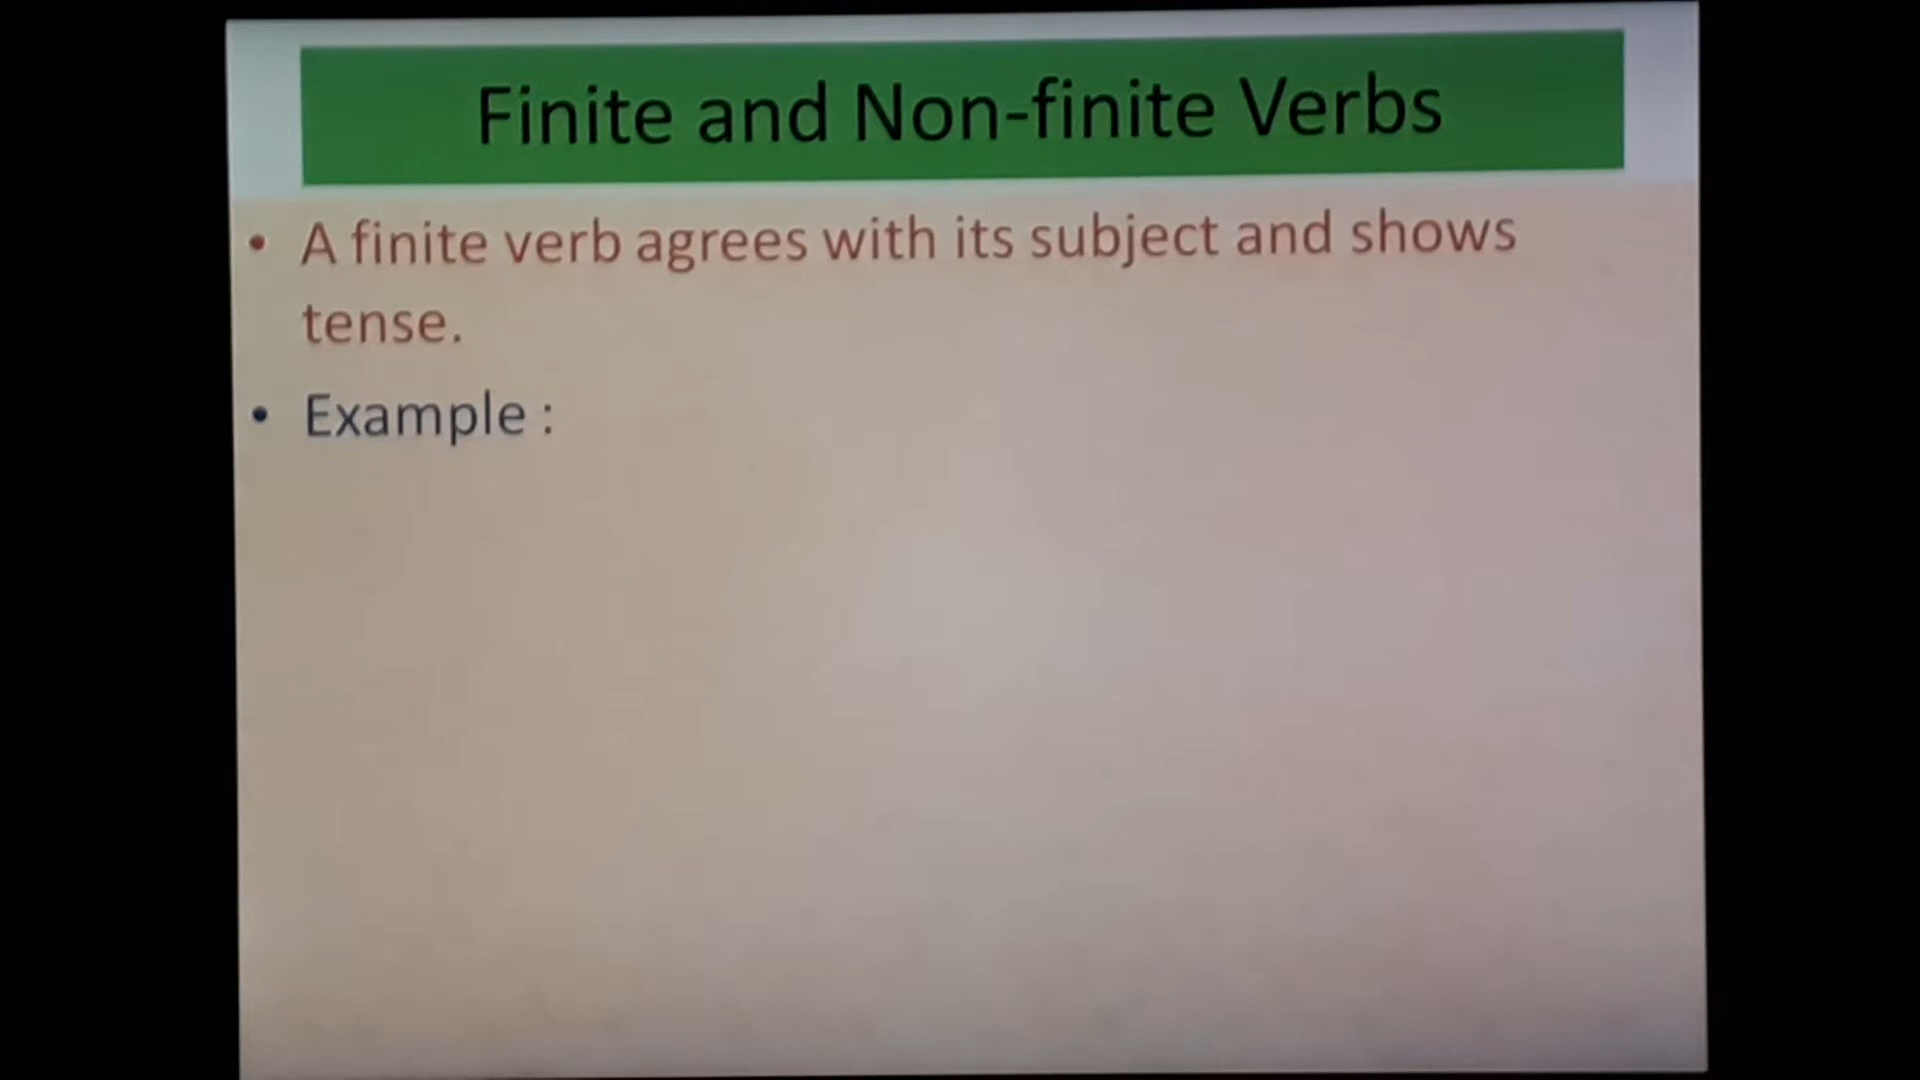 Finite and Non-finite Verbs
• A finite verb agrees with its subject and shows
tense.
• Example :